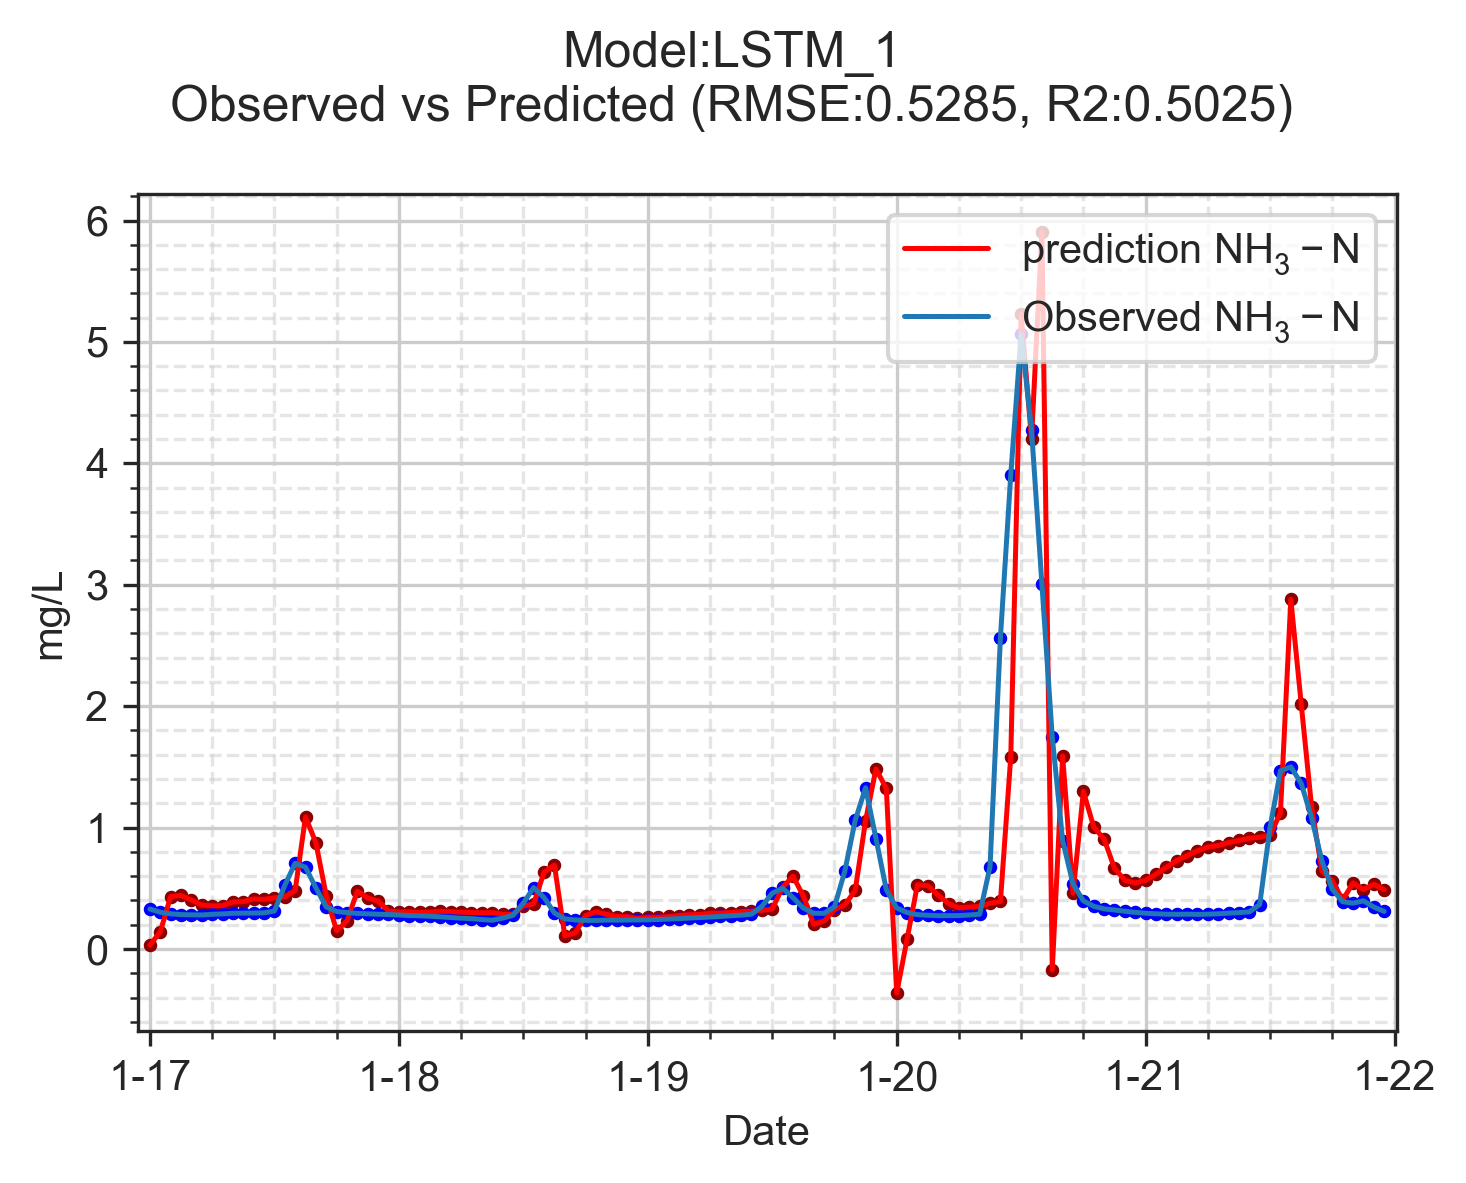 Model:LSTM_1
Observed vs Predicted (RMSE:0.5285, R2:0.5025)
6
5
4
3
2
1
0
mg/L
prediction NH₃ − N
Observed NH₃ − N
1-17 1-18 1-19 1-20 1-21 1-22
Date